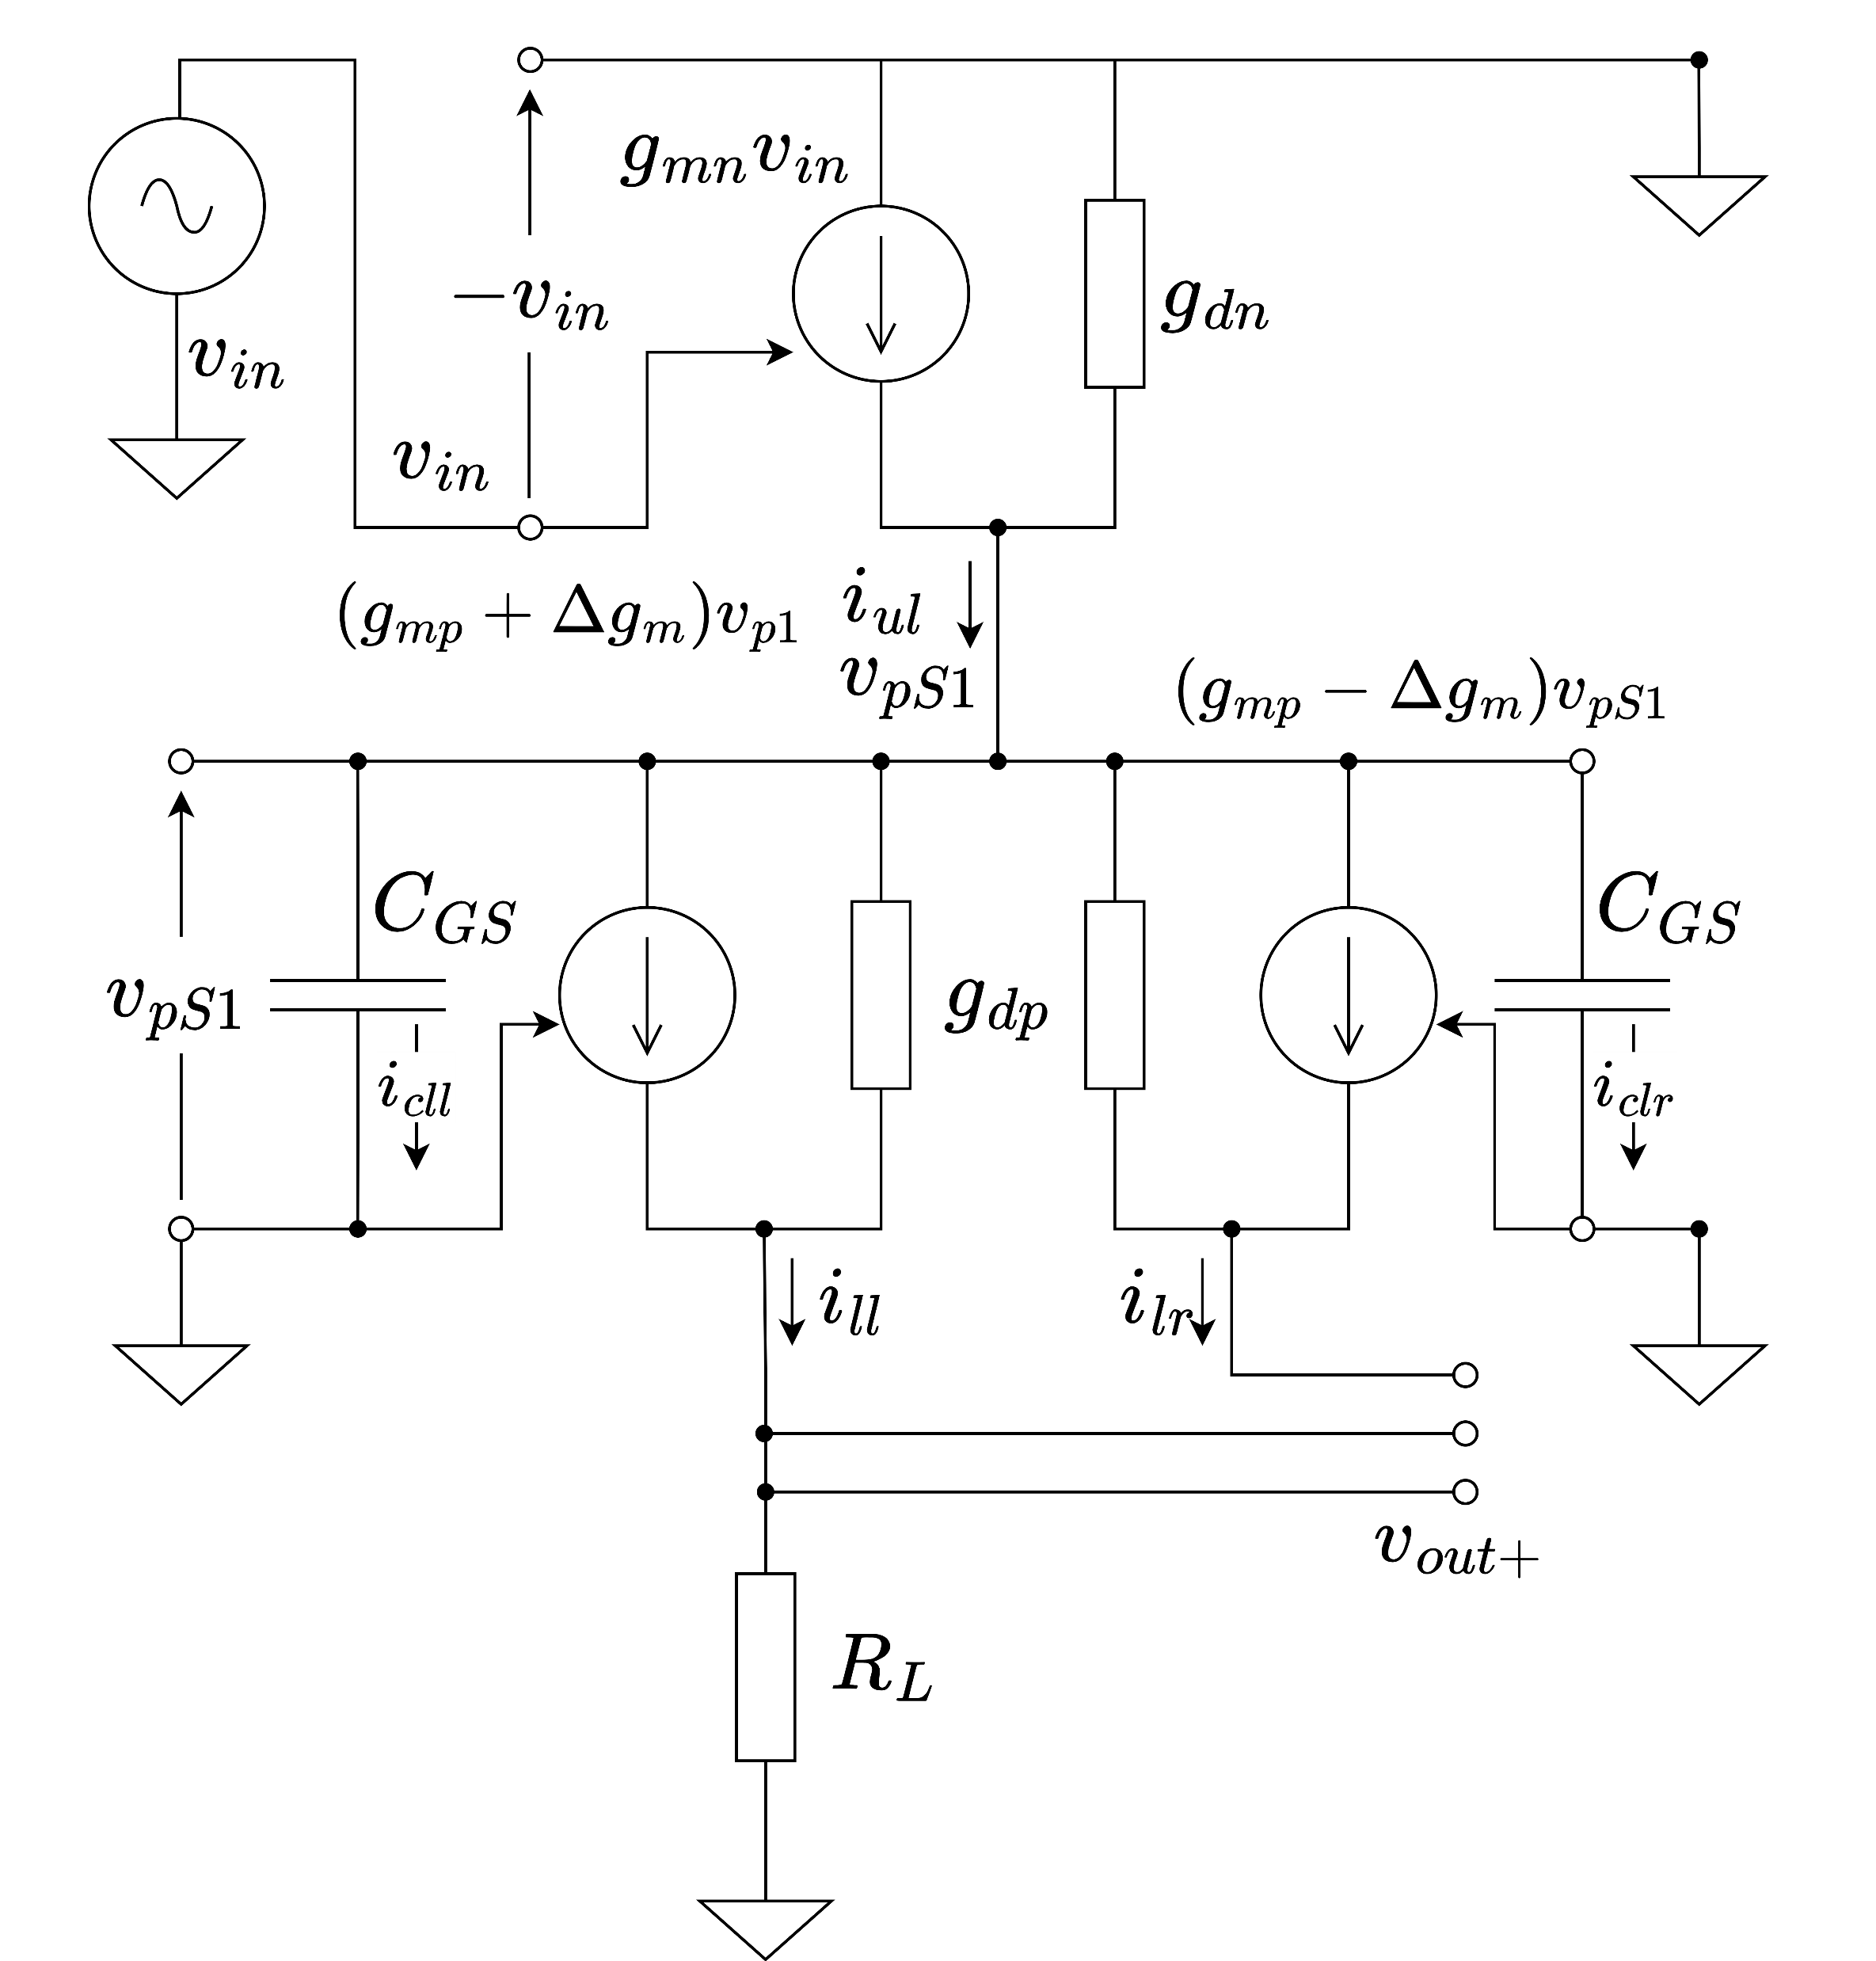 g_{mn}v_{in}
-v_{in}
g_{dn}
v_{in}
v_{in}
(g_{mp} + Δg_m)v_{p1}
i_{ul}
v_{pS1}
(g_{mp} − Δg_m)v_{pS1}
C_{GS}
C_{GS}
v_{pS1}
g_{dp}
i_{cll}
i_{clr}
i_{ll}
i_{lr}
v_{out+}
R_L